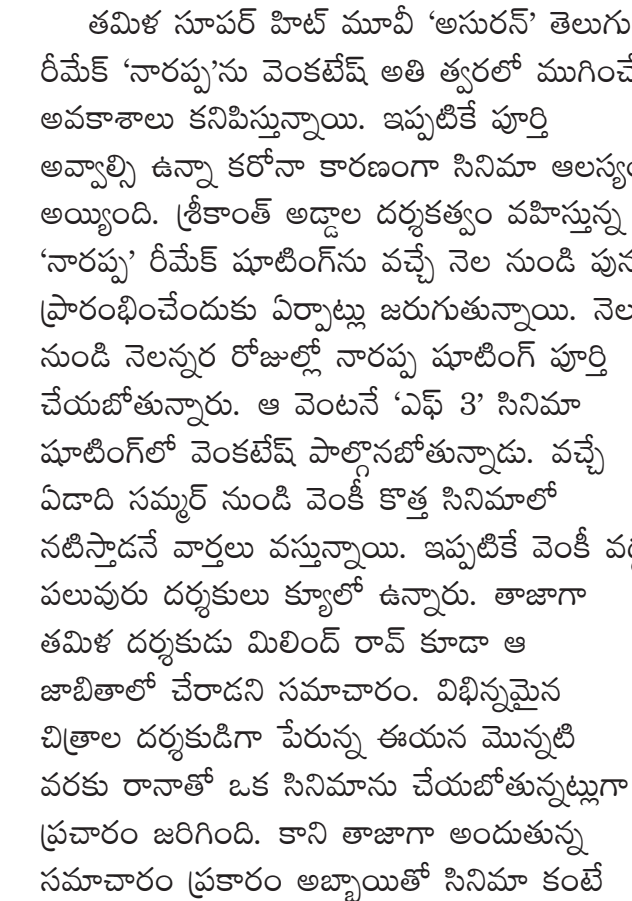 తమిళ సూపర్ హిట్ మూవీ ‘అసురన్’ తెలుగు
రీమేక్ ‘నారప్ప’ను వెంకటేష్ అతి త్వరలో ముగించే
అవకాశాలు కనిపిస్తున్నాయి. ఇప్పటికే పూర్తి
అవ్వాల్సి ఉన్నా కరోనా కారణంగా సినిమా ఆలస్యం
అయ్యింది. శ్రీకాంత్ అడ్డాల దర్శకత్వం వహిస్తున్న
‘నారప్ప’ రీమేక్ షూటింగ్‌ను వచ్చే నెల నుండి పున
ప్రారంభించేందుకు ఏర్పాట్లు జరుగుతున్నాయి. నెల
నుండి నెలన్నర రోజుల్లో నారప్ప షూటింగ్ పూర్తి
చేయబోతున్నారు. ఆ వెంటనే ‘ఎఫ్ 3’ సినిమా
షూటింగ్‌లో వెంకటేష్ పాల్గొనబోతున్నాడు. వచ్చే
ఏడాది సమ్మర్ నుండి వెంకీ కొత్త సినిమాలో
నటిస్తాడనే వార్తలు వస్తున్నాయి. ఇప్పటికే వెంకీ
పలువురు దర్శకులు క్యూలో ఉన్నారు. తాజాగా
తమిళ దర్శకుడు మిలింద్ రావ్ కూడా ఆ
జాబితాలో చేరాడని సమాచారం. విభిన్నమైన
చిత్రాల దర్శకుడిగా పేరున్న ఈయన మొన్నటి
వరకు రానాతో ఒక సినిమాను చేయబోతున్నట్లుగా
ప్రచారం జరిగింది. కాని తాజాగా అందుతున్న
సమాచారం ప్రకారం అబ్బాయితో సినిమా కంటే